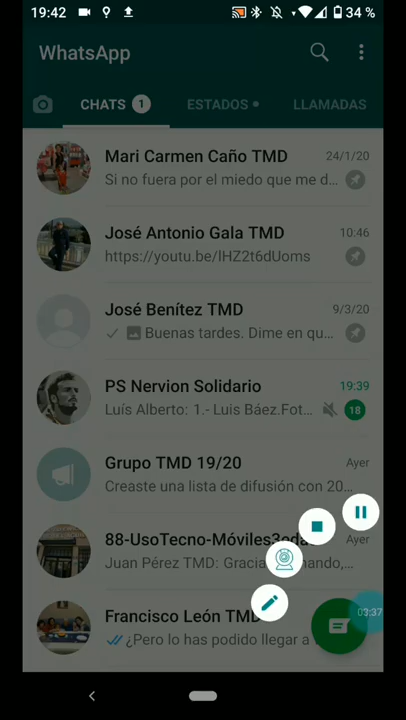 19:42 34 %
WhatsApp
CHATS 1 ESTADOS LLAMADAS
Mari Carmen Caño TMD 24/1/20
Si no fuera por el miedo que me d...
José Antonio Gala TMD 10:46
https://youtu.be/lHZ2t6dUoms
José Benítez TMD 9/3/20
Buenas tardes. Dime en qu...
PS Nervion Solidario 19:39
Luís Alberto: 1.- Luis Báez.Fot... 18
Grupo TMD 19/20 Ayer
Creaste una lista de difusión con 20...
88-UsoTecno-Móviles3eda Ayer
Juan Pérez TMD: Gracia
Francisco León TMD 03:37
¿Pero lo has podido llegar a